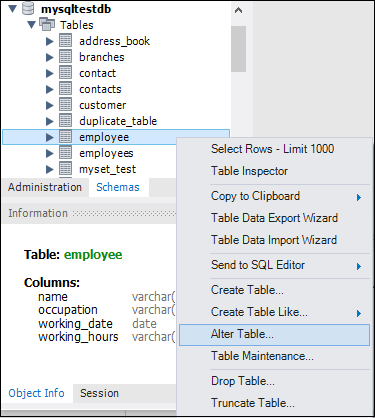 mysqltestdb
Tables
address_book
branches
contact
contacts
customer
duplicate_table
employee
employees
myset_test
Administration Schemas
Information
Table: employee
Columns:
name varchar(
occupation varchar(
working_date date
working_hours varchar(
Object Info Session
Select Rows - Limit 1000
Table Inspector
Copy to Clipboard
Table Data Export Wizard
Table Data Import Wizard
Send to SQL Editor
Create Table...
Create Table Like...
Alter Table...
Table Maintenance...
Drop Table...
Truncate Table...